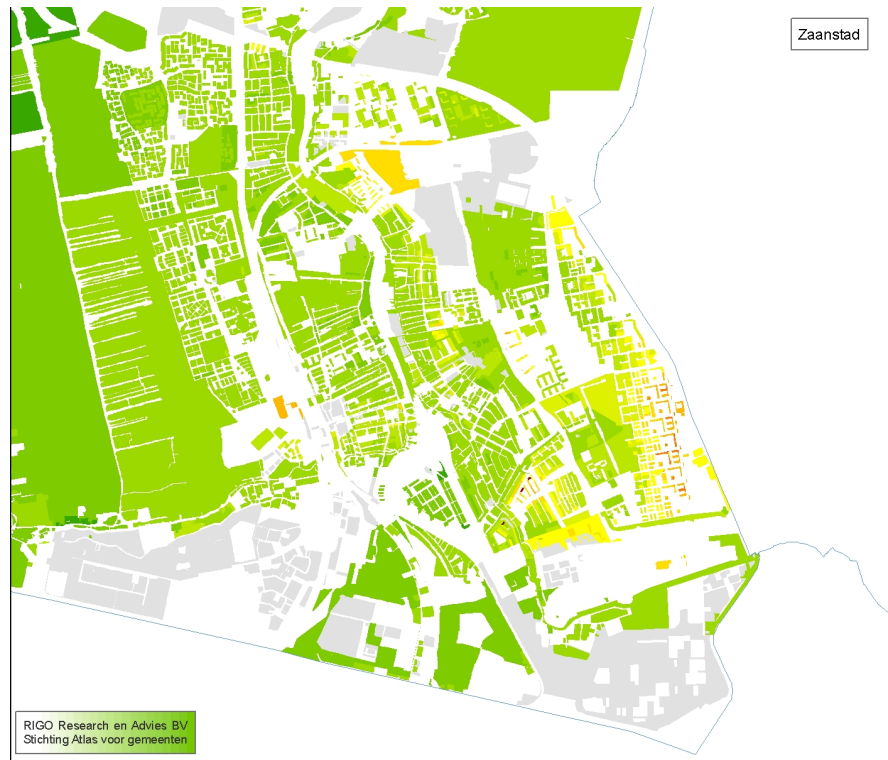 Zaanstad
RIGO Research en Advies BV
Stichting Atlas voor gemeenten